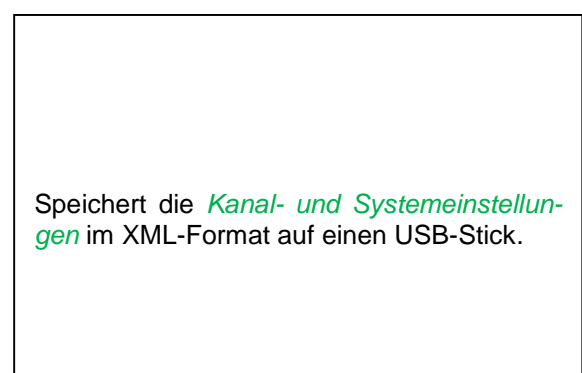 Speichert die Kanal- und Systemeinstellun-
gen im XML-Format auf einen USB-Stick.